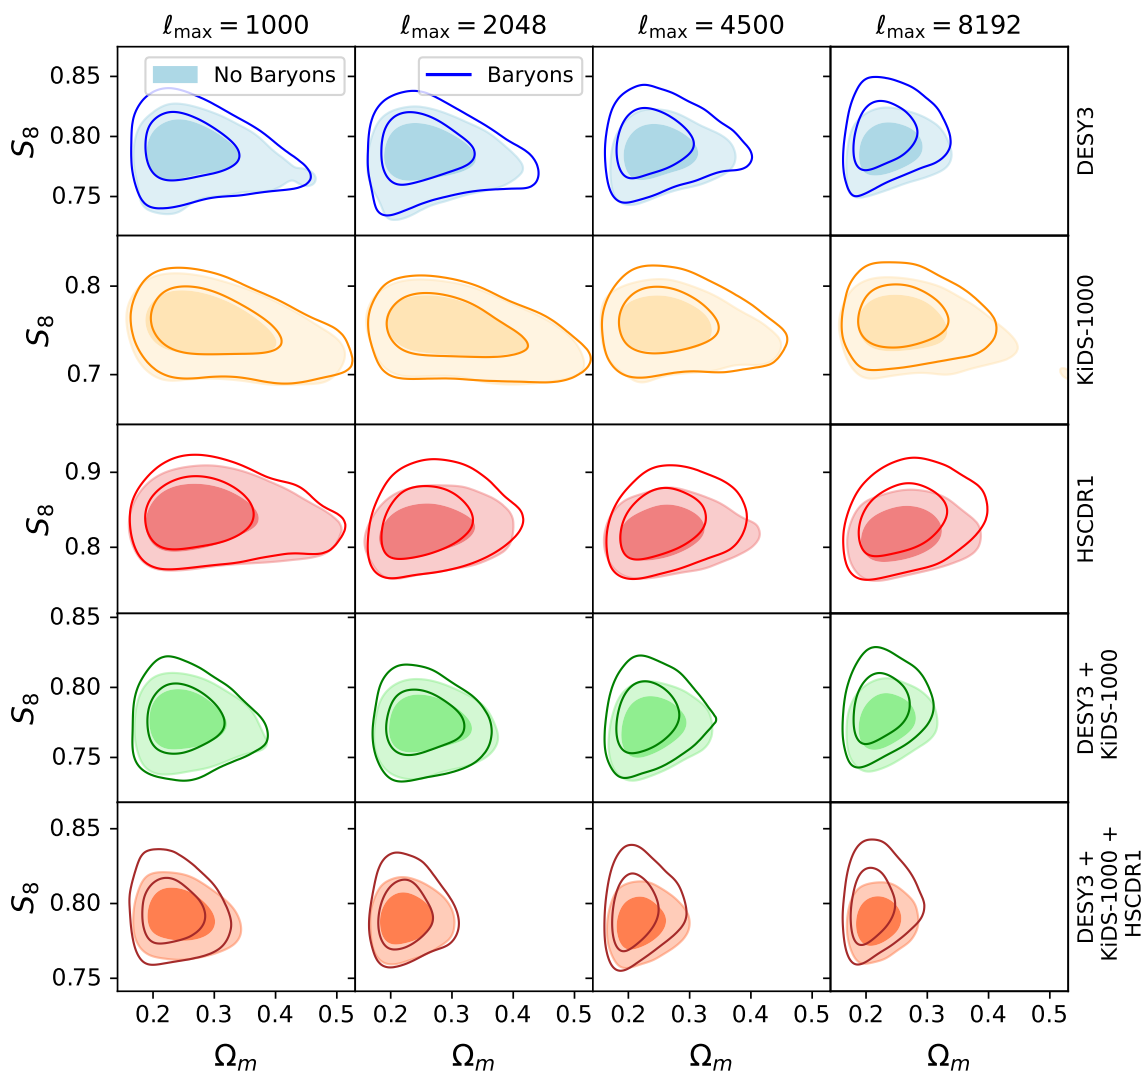 ℓmax = 1000
ℓmax = 2048
ℓmax = 4500
ℓmax = 8192
No Baryons
Baryons
0.85
0.80
0.75
S8
DESY3
0.8
0.7
S8
KiDS-1000
0.9
0.8
S8
HSCDR1
0.85
0.80
0.75
S8
DESY3 +
KiDS-1000
0.85
0.80
0.75
S8
DESY3 +
KiDS-1000 +
HSCDR1
0.2 0.3 0.4 0.5
0.2 0.3 0.4 0.5
0.2 0.3 0.4 0.5
0.2 0.3 0.4 0.5
Ωm
Ωm
Ωm
Ωm